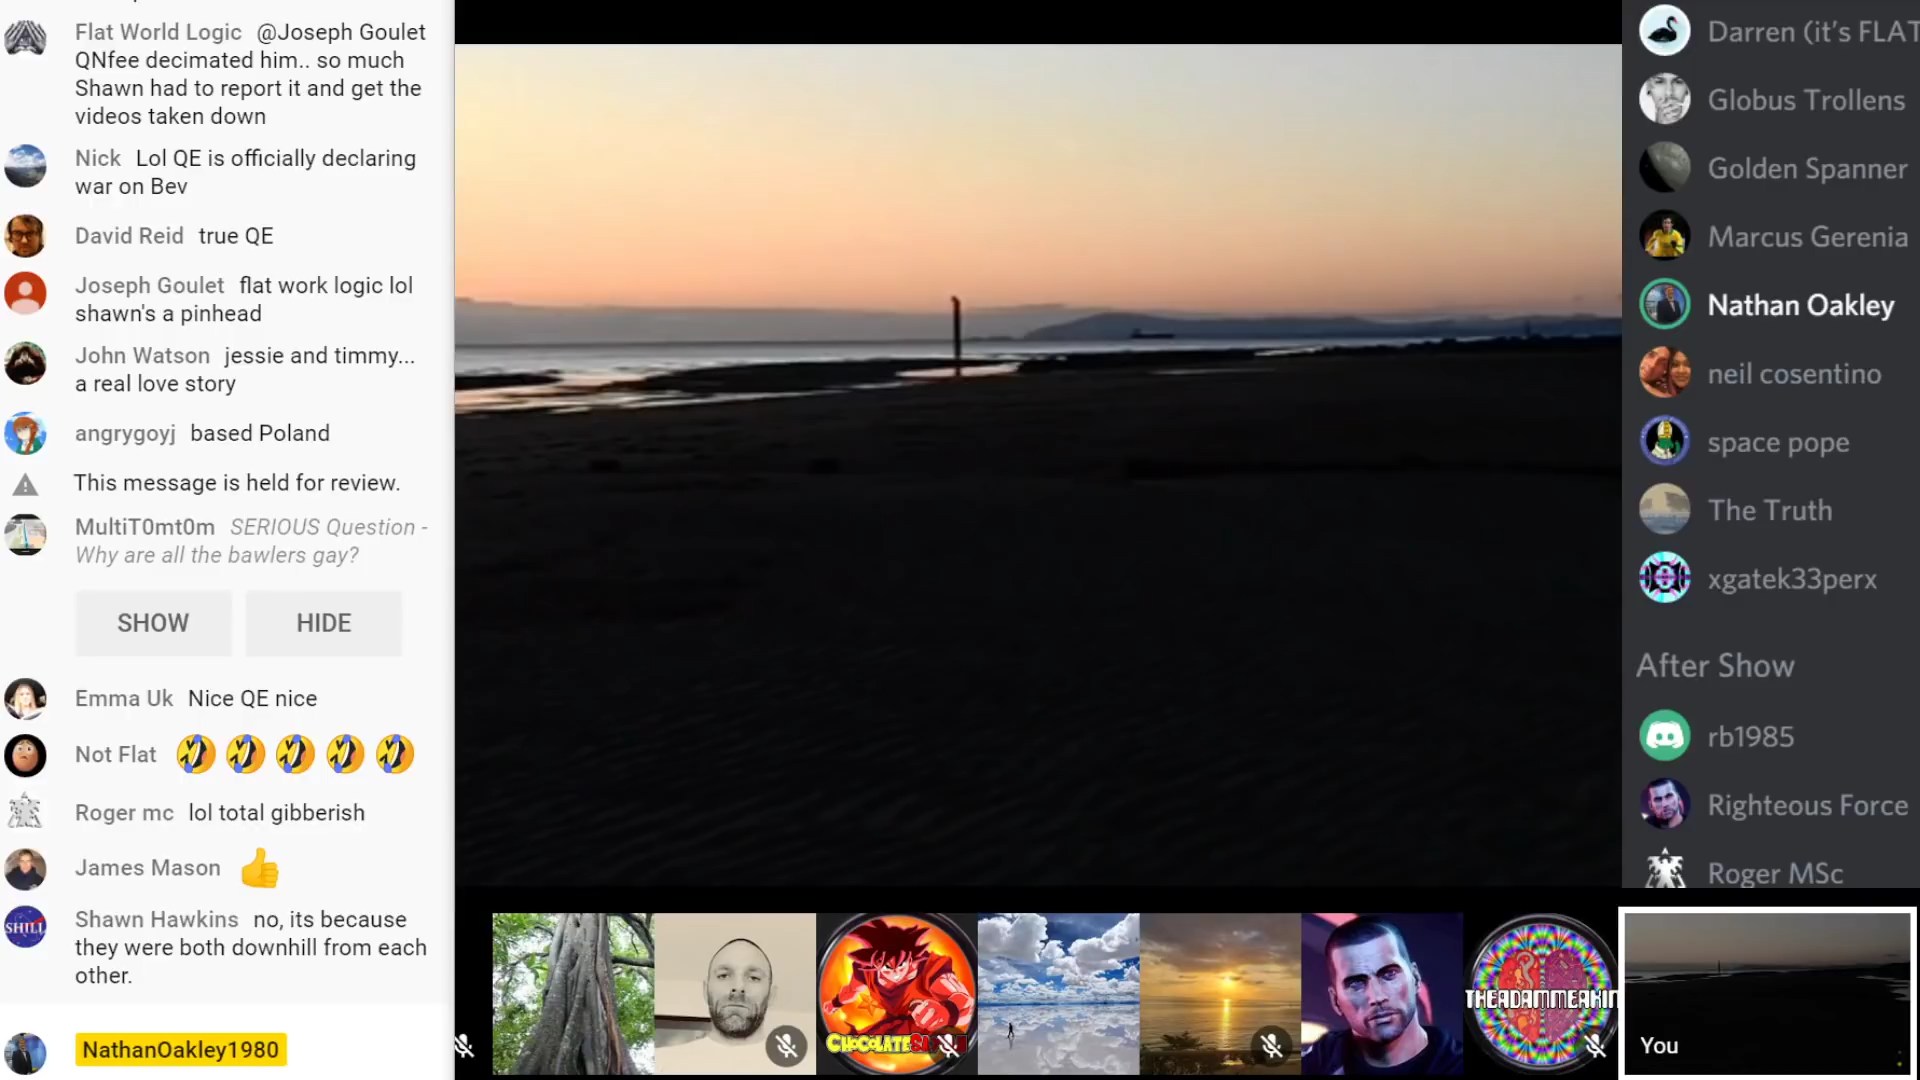 Flat World Logic @Joseph Goulet
QNfee decimated him.. so much
Shawn had to report it and get the
videos taken down
Nick Lol QE is officially declaring
war on Bev
David Reid true QE
Joseph Goulet flat work logic lol
shawn's a pinhead
John Watson jessie and timmy...
a real love story
angrygoyj based Poland
This message is held for review.
MultiT0mt0m SERIOUS Question -
Why are all the bawlers gay?
SHOW HIDE
Emma Uk Nice QE nice
Not Flat
Roger mc lol total gibberish
James Mason
SHILL
Shawn Hawkins no, its because
they were both downhill from each
other.
NathanOakley1980
THEADAMMEAKIN
You
Darren (it's FLAT
Globus Trollens
Golden Spanner
Marcus Gerenia
Nathan Oakley
neil cosentino
space pope
The Truth
xgatek33perx
After Show
rb1985
Righteous Force
Roger MSc